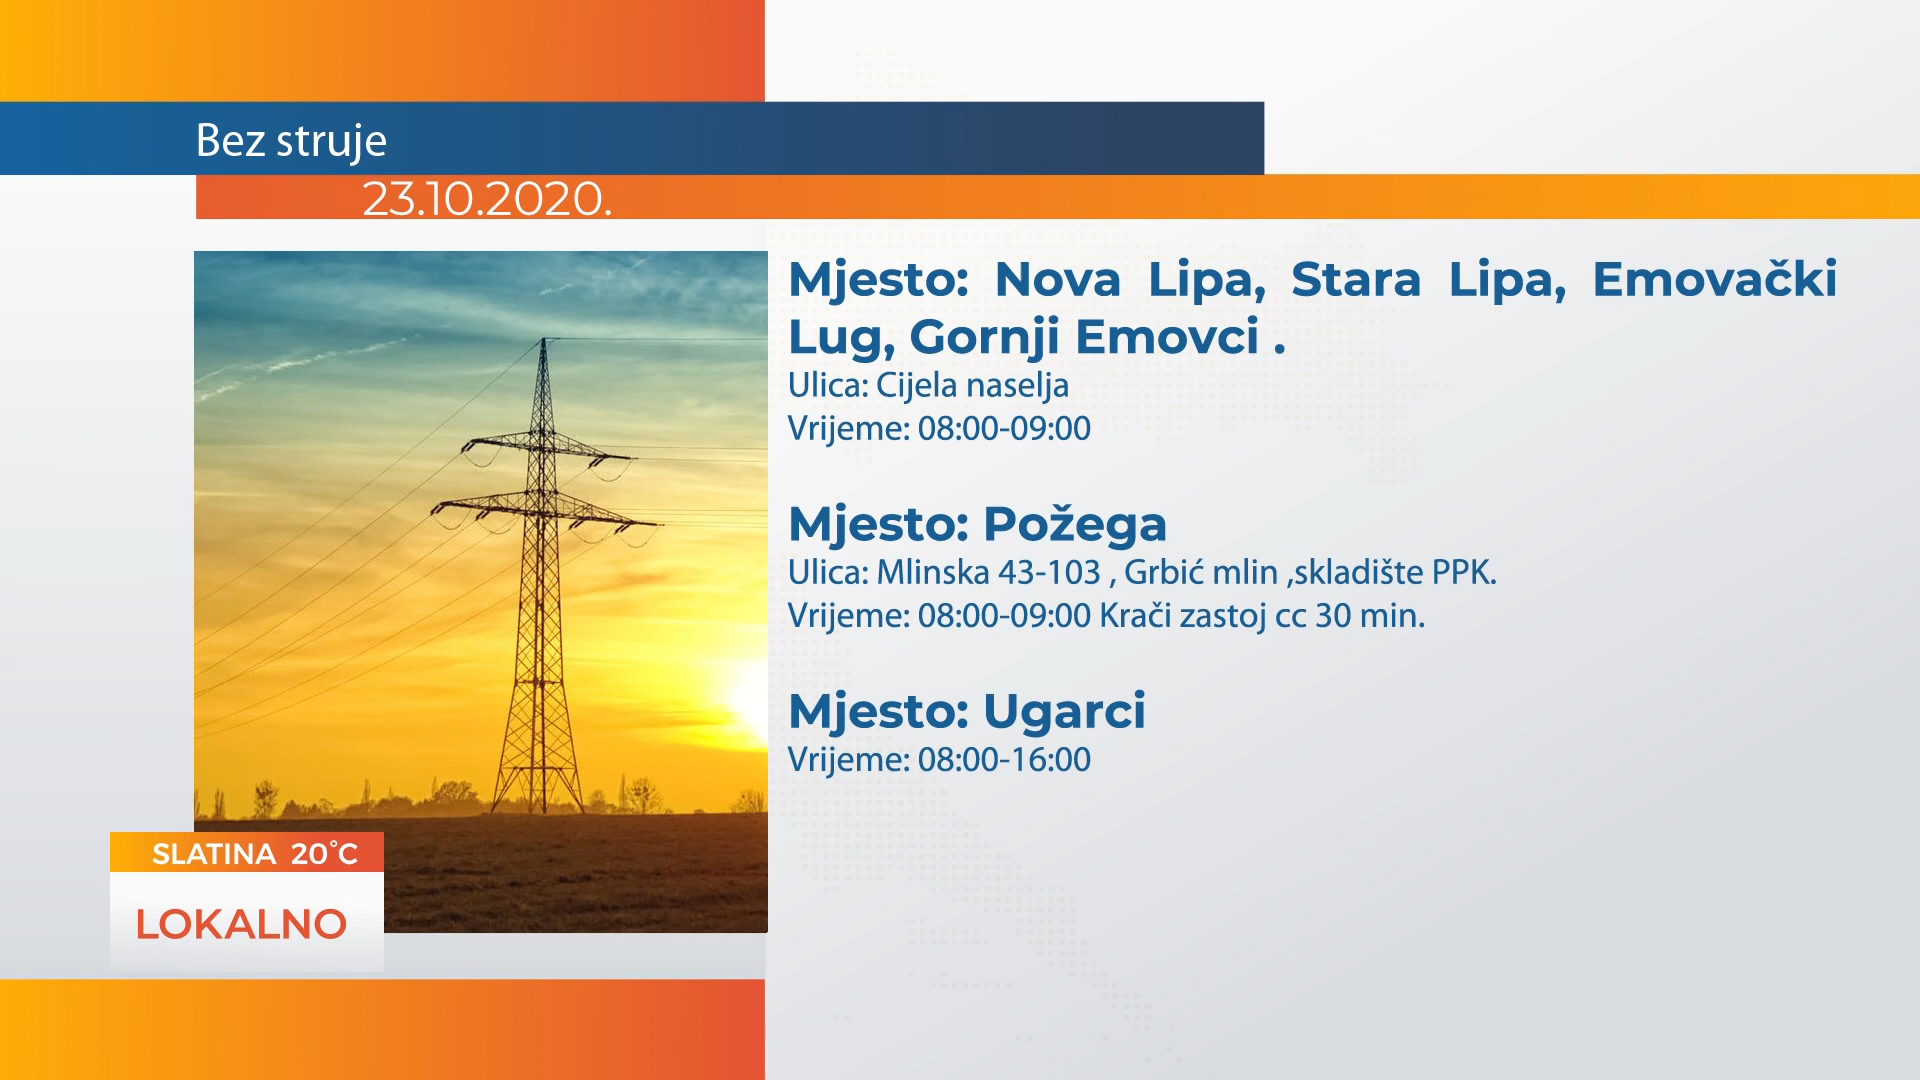 Bez struje
23.10.2020.
Mjesto: Nova Lipa, Stara Lipa, Emovački
Lug, Gornji Emovci .
Ulica: Cijela naselja
Vrijeme: 08:00-09:00
Mjesto: Požega
Ulica: Mlinska 43-103 , Grbić mlin ,skladište PPK.
Vrijeme: 08:00-09:00 Krači zastoj cc 30 min.
Mjesto: Ugarci
Vrijeme: 08:00-16:00
SLATINA 20°C
LOKALNO